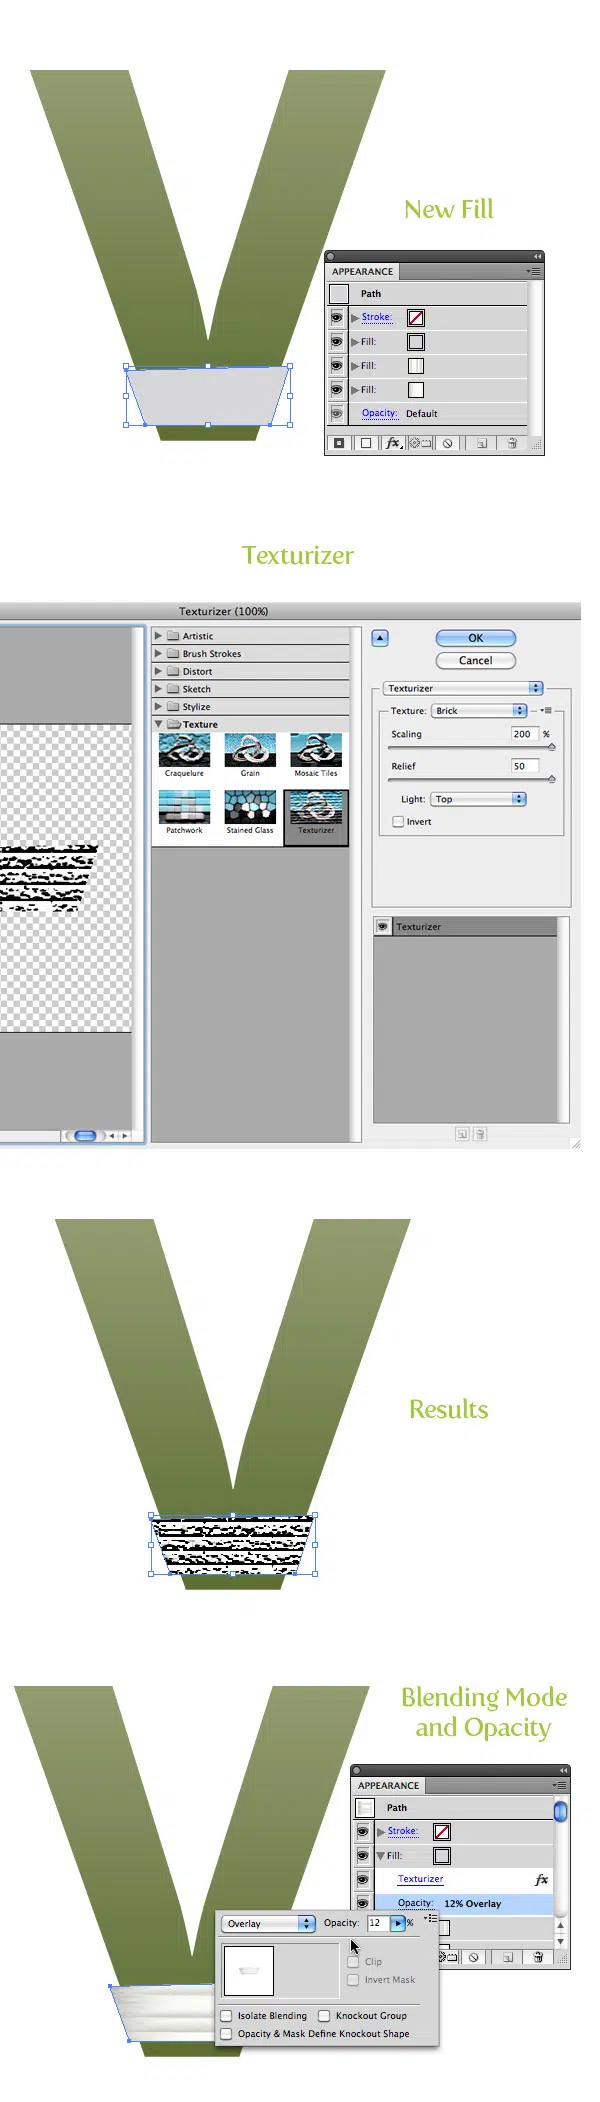 New Fill
APPEARANCE
Path
Stroke:
Fill:
Fill:
Fill:
Opacity: Default
fx
Texturizer
Texturizer (100%)
Artistic
Brush Strokes
Distort
Sketch
Stylize
Texture
Craquelure
Grain
Mosaic Tiles
Patchwork
Stained Glass
Texturizer
OK
Cancel
Texturizer
Texture: Brick
Scaling 200 %
Relief 50
Light: Top
Invert
Texturizer
Results
Blending Mode
and Opacity
APPEARANCE
Path
Stroke:
Fill:
Texturizer fx
Opacity: 12% Overlay
Overlay Opacity: 12 %
Clip
Invert Mask
Isolate Blending Knockout Group
Opacity & Mask Define Knockout Shape